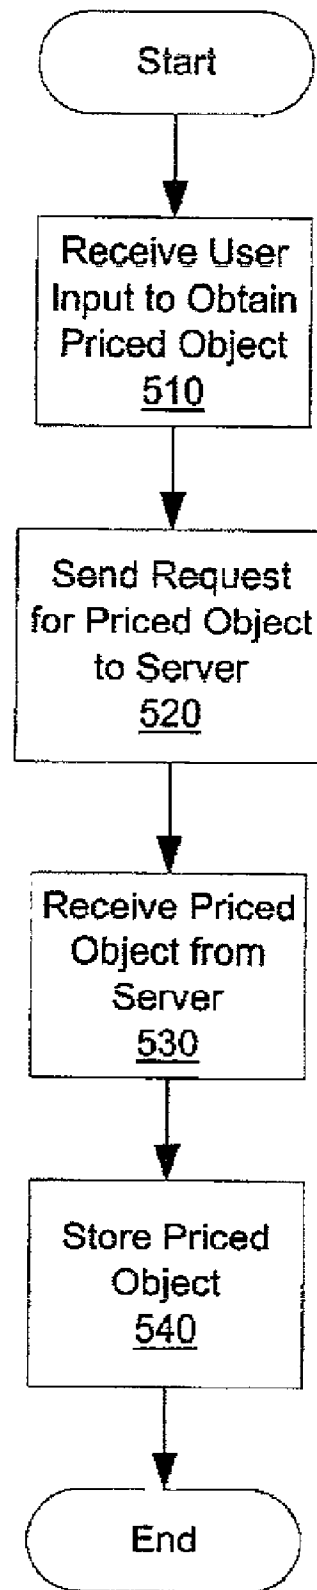 Start
Receive User
Input to Obtain
Priced Object
510
Send Request
for Priced Object
to Server
520
Receive Priced
Object from
Server
530
Store Priced
Object
540
End